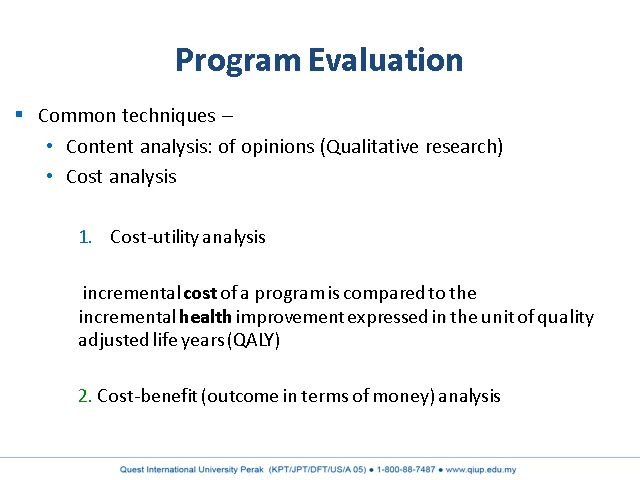 Program Evaluation
▪ Common techniques –
• Content analysis: of opinions (Qualitative research)
• Cost analysis
1. Cost-utility analysis
incremental cost of a program is compared to the
incremental health improvement expressed in the unit of quality
adjusted life years (QALY)
2. Cost-benefit (outcome in terms of money) analysis
Quest International University Perak (KPT/JPT/DFT/US/A 05) ● 1-800-88-7487 ● www.qiup.edu.my